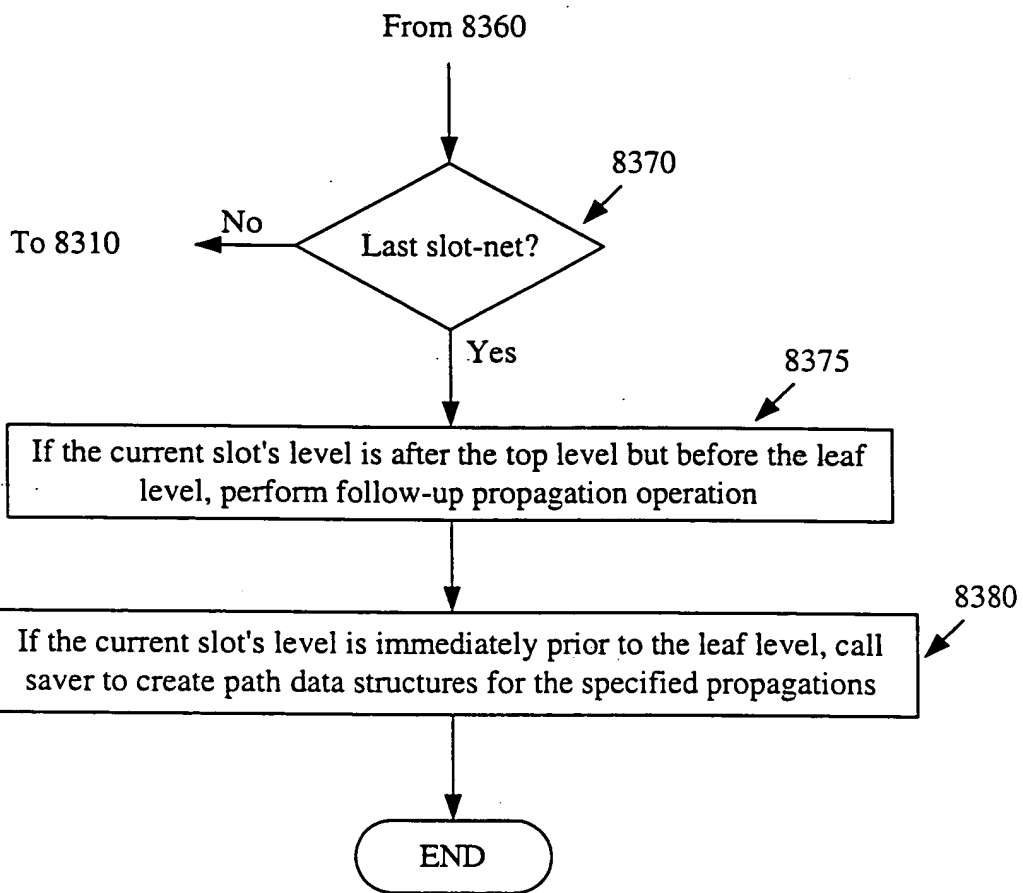 From 8360
8370
Last slot-net?
No
To 8310
Yes
8375
If the current slot's level is after the top level but before the leaf
level, perform follow-up propagation operation
8380
If the current slot's level is immediately prior to the leaf level, call
saver to create path data structures for the specified propagations
END